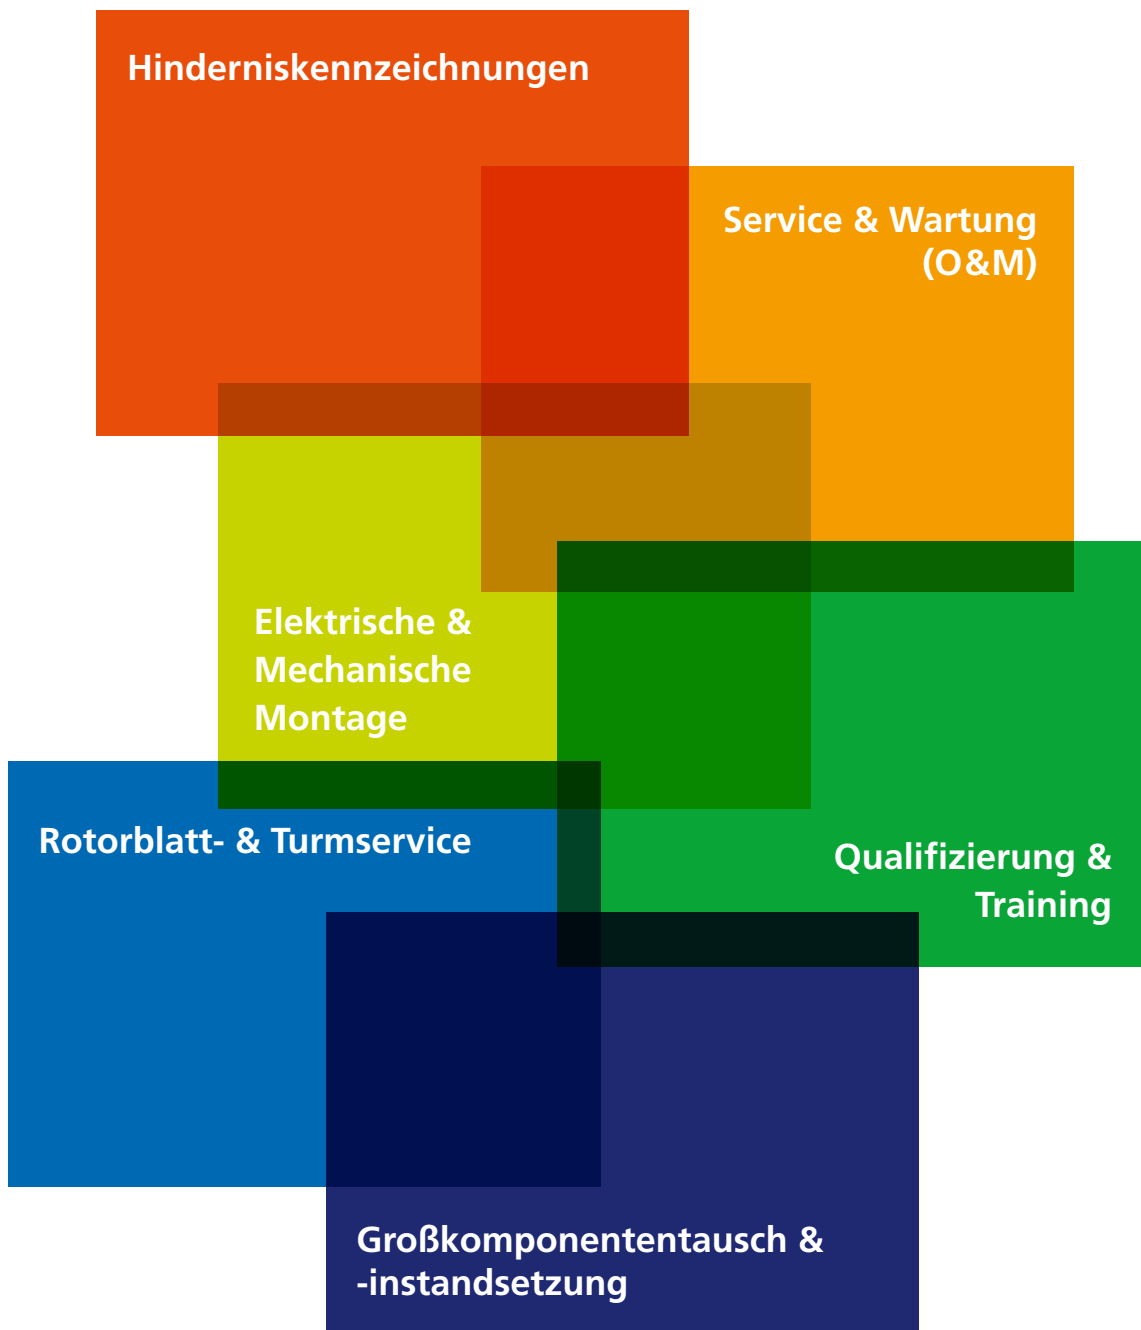 Hinderniskennzeichnungen
Service & Wartung
(O&M)
Elektrische &
Mechanische
Montage
Rotorblatt- & Turmservice
Qualifizierung &
Training
Großkomponententausch &
-instandsetzung